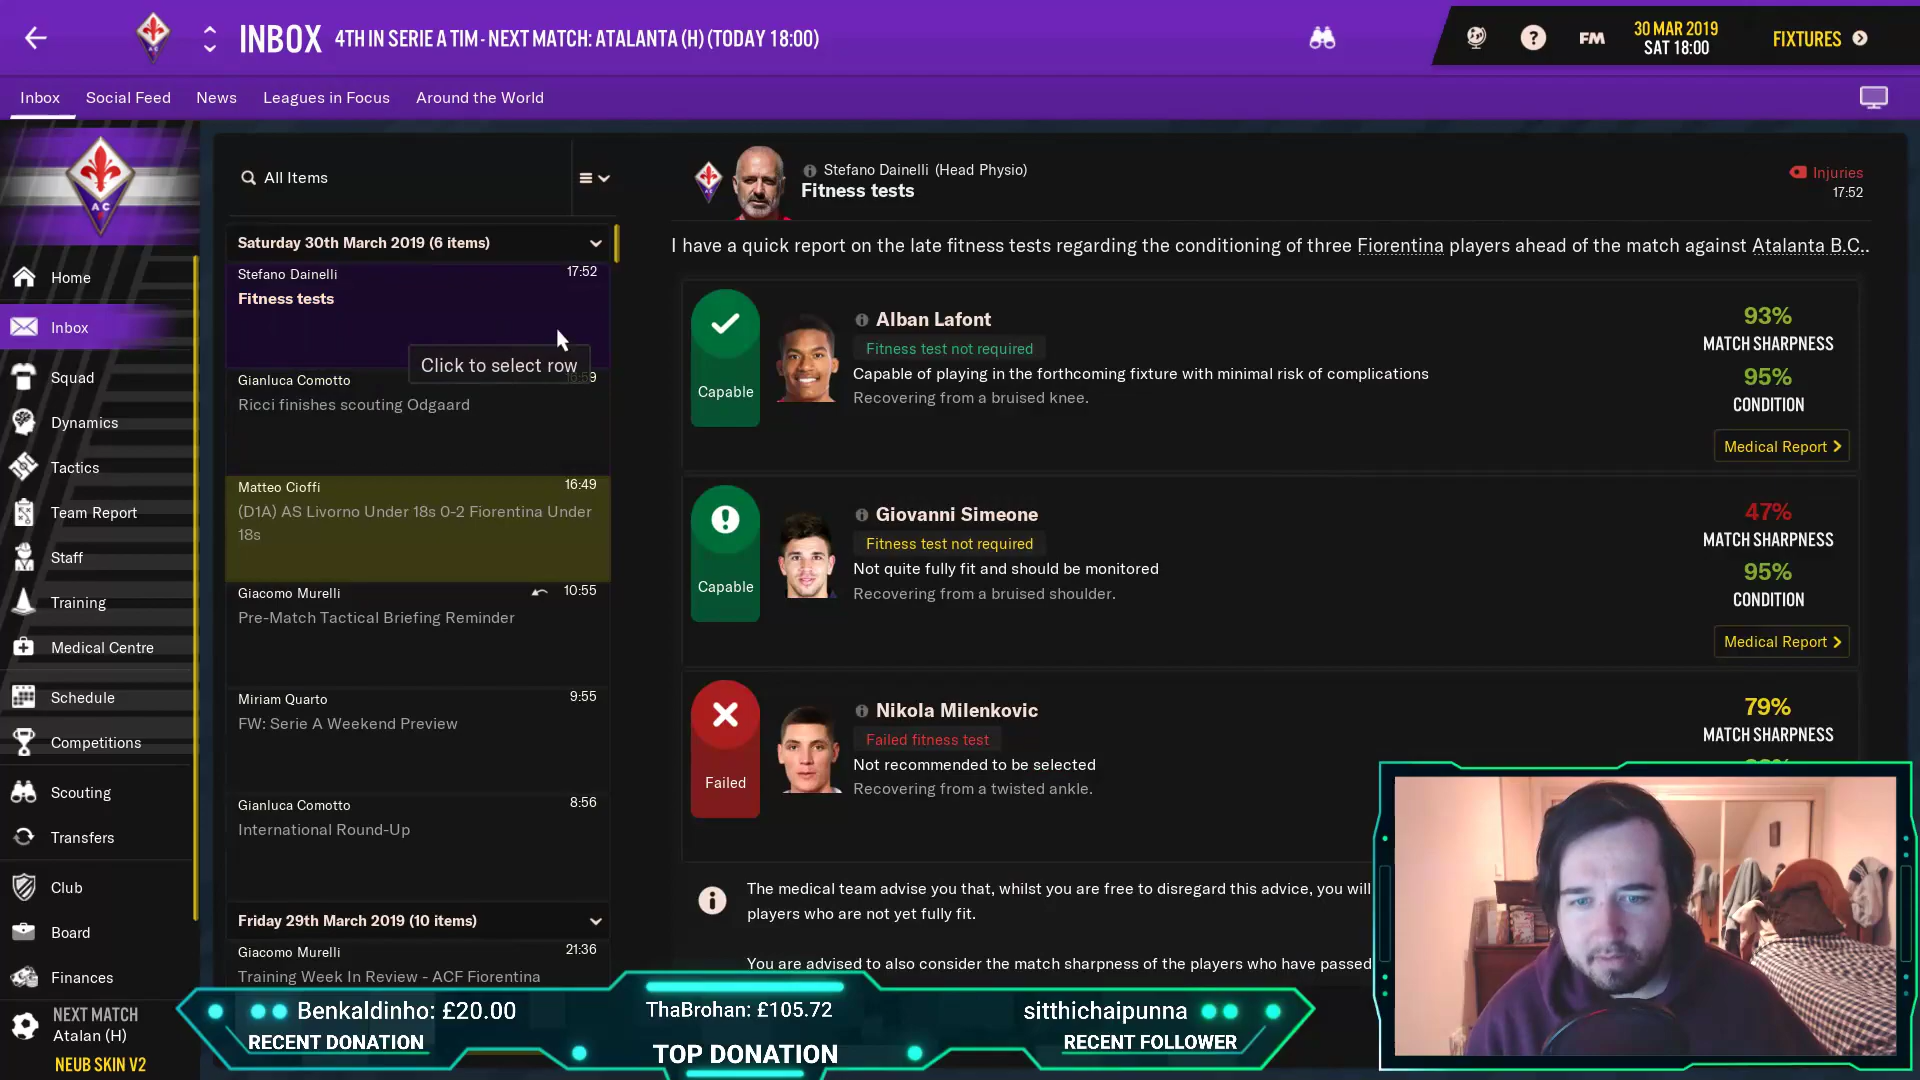 INBOX
4TH IN SERIE A TIM - NEXT MATCH: ATALANTA (H) (TODAY 18:00)
FM
30 MAR 2019
SAT 18:00
FIXTURES
Inbox
Social Feed
News
Leagues in Focus
Around the World
Home
Inbox
Squad
Dynamics
Tactics
Team Report
Staff
Training
Medical Centre
Schedule
Competitions
Scouting
Transfers
Club
Board
Finances
NEXT MATCH
Atalan (H)
NEUB SKIN V2
All Items
Saturday 30th March 2019 (6 items)
Stefano Dainelli 17:52
Fitness tests
Click to select row
Gianluca Comotto
Ricci finishes scouting Odgaard
Matteo Cioffi 16:49
(D1A) AS Livorno Under 18s 0-2 Fiorentina Under
18s
Giacomo Murelli 10:55
Pre-Match Tactical Briefing Reminder
Miriam Quarto 9:55
FW: Serie A Weekend Preview
Gianluca Comotto 8:56
International Round-Up
Friday 29th March 2019 (10 items)
Giacomo Murelli 21:36
Training Week In Review - ACF Fiorentina
Stefano Dainelli (Head Physio)
Fitness tests
Injuries
17:52
I have a quick report on the late fitness tests regarding the conditioning of three Fiorentina players ahead of the match against Atalanta B.C..
Capable
Alban Lafont
Fitness test not required
Capable of playing in the forthcoming fixture with minimal risk of complications
Recovering from a bruised knee.
93%
MATCH SHARPNESS
95%
CONDITION
Medical Report
Capable
Giovanni Simeone
Fitness test not required
Not quite fully fit and should be monitored
Recovering from a bruised shoulder.
47%
MATCH SHARPNESS
95%
CONDITION
Medical Report
Failed
Nikola Milenkovic
Failed fitness test
Not recommended to be selected
Recovering from a twisted ankle.
79%
MATCH SHARPNESS
The medical team advise you that, whilst you are free to disregard this advice, you will
players who are not yet fully fit.
You are advised to also consider the match sharpness of the players who have passed
Benkaldinho: £20.00
RECENT DONATION
ThaBrohan: £105.72
TOP DONATION
sitthichaipunna
RECENT FOLLOWER